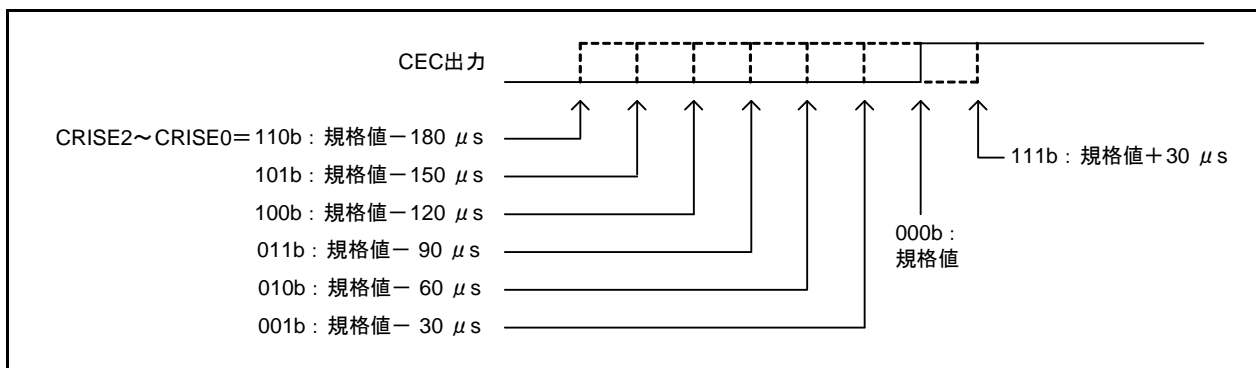 CEC出力
CRISE2～CRISE0＝110b：規格値－180 μs
101b：規格値－150 μs
100b：規格値－120 μs
011b：規格値－ 90 μs
010b：規格値－ 60 μs
001b：規格値－ 30 μs
000b：
規格値
111b：規格値＋30 μs